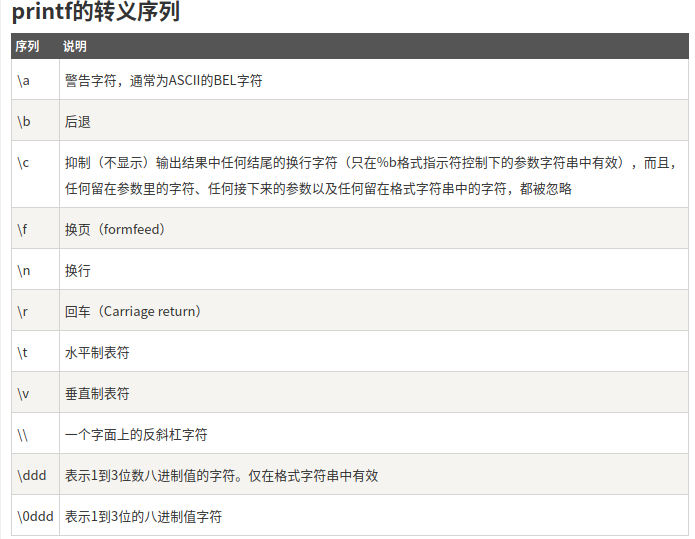 printf的转义序列
序列 说明
\a 警告字符，通常为ASCII的BEL字符
\b 后退
\c 抑制（不显示）输出结果中任何结尾的换行字符（只在%b格式指示符控制下的参数字符串中有效），而且，
任何留在参数里的字符、任何接下来的参数以及任何留在格式字符串中的字符，都被忽略
\f 换页（formfeed）
\n 换行
\r 回车（Carriage return）
\t 水平制表符
\v 垂直制表符
\\ 一个字面上的反斜杠字符
\ddd 表示1到3位数八进制值的字符。仅在格式字符串中有效
\0ddd 表示1到3位的八进制值字符